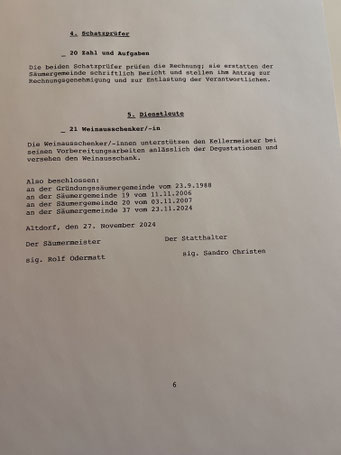 4. Schatzprüfer
_ 20 Zahl und Aufgaben
Die beiden Schatzprüfer prüfen die Rechnung; sie erstatten der
Säumergemeinde schriftlich Bericht und stellen ihm Antrag zur
Rechnungsgenehmigung und zur Entlastung der Verantwortlichen.
5. Dienstleute
_ 21 Weinausschenker/-in
Die Weinausschenker/-innen unterstützen den Kellermeister bei
seinen Vorbereitungsarbeiten anlässlich der Degustationen und
versehen den Weinausschank.
Also beschlossen:
an der Gründungssäumergemeinde vom 23.9.1988
an der Säumergemeinde 19 vom 11.11.2006
an der Säumergemeinde 20 vom 03.11.2007
an der Säumergemeinde 37 vom 23.11.2024
Altdorf, den 27. November 2024
Der Säumermeister Der Statthalter
sig. Rolf Odermatt sig. Sandro Christen
6